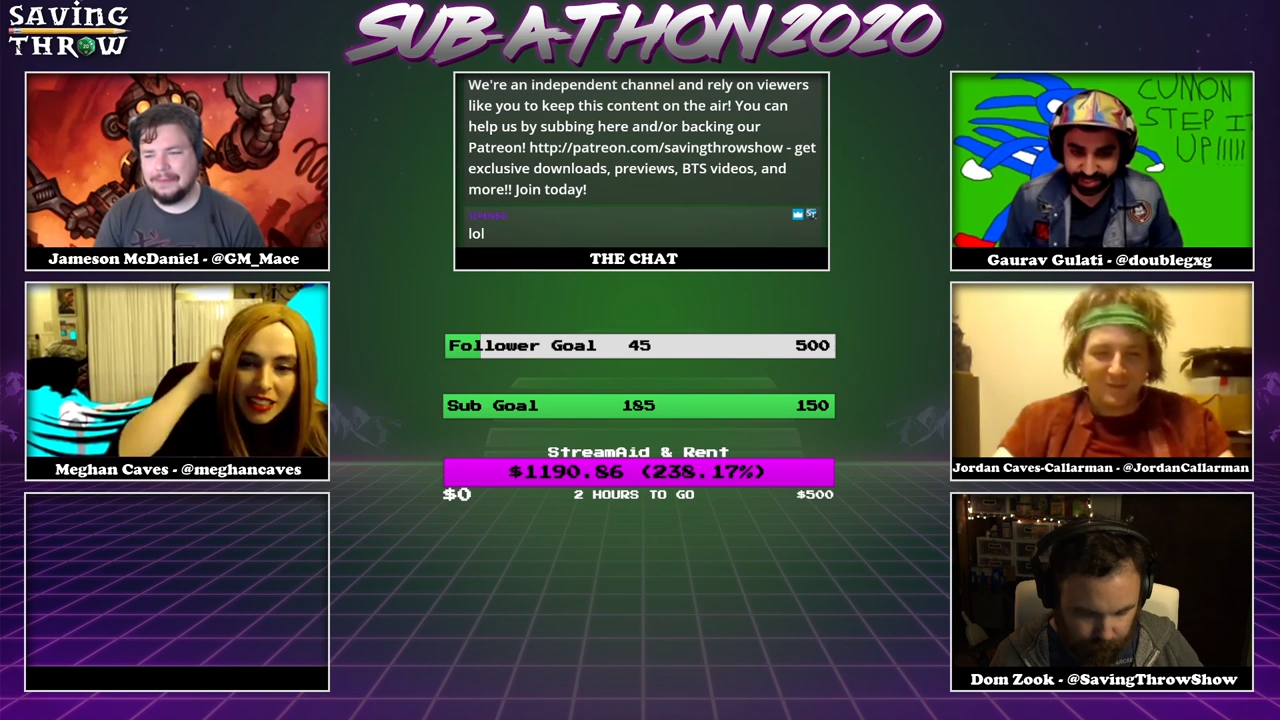 SAVING
THROW
SUB-A-THON 2020
We're an independent channel and rely on viewers
like you to keep this content on the air! You can
help us by subbing here and/or backing our
Patreon! http://patreon.com/savingthrowshow - get
exclusive downloads, previews, BTS videos, and
more!! Join today!
lol
THE CHAT
Jameson McDaniel - @GM_Mace
CUMON
STEP IT
UP!!!!!
Gaurav Gulati - @doublegxg
Follower Goal 45 500
Sub Goal 185 150
StreamAid & Rent
$1190.86 (238.17%)
$0 2 HOURS TO GO $500
Meghan Caves - @meghancaves
Jordan Caves-Callarman - @JordanCallarman
Dom Zook - @SavingThrowShow